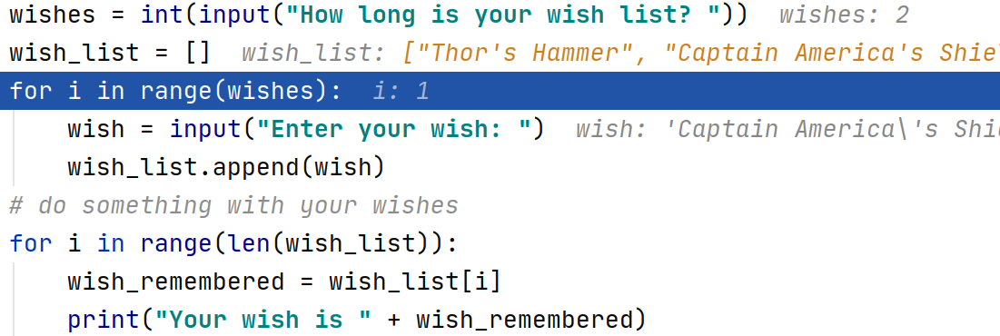 wishes = int(input("How long is your wish list? "))  wishes: 2
wish_list = []  wish_list: ["Thor's Hammer", "Captain America's
for i in range(wishes):  i: 1
    wish = input("Enter your wish: ")  wish: 'Captain America\'s
    wish_list.append(wish)
# do something with your wishes
for i in range(len(wish_list)):
    wish_remembered = wish_list[i]
    print("Your wish is " + wish_remembered)